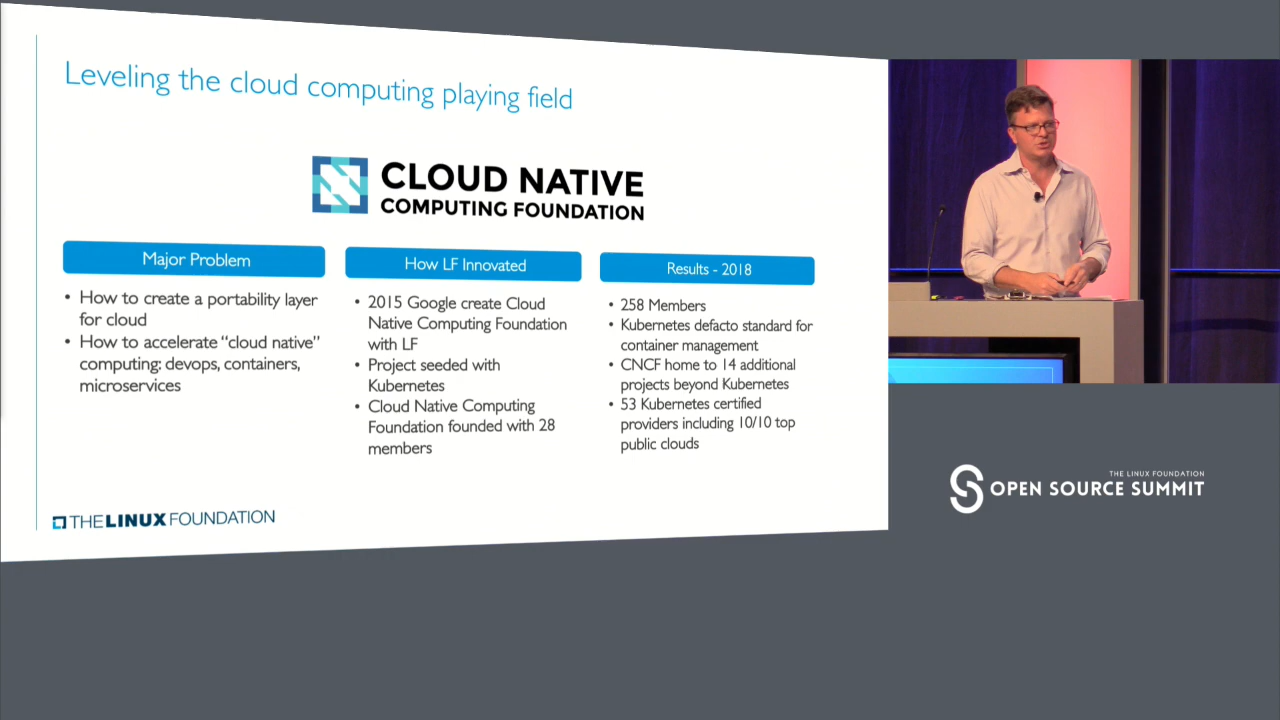 Leveling the cloud computing playing field
CLOUD NATIVE
COMPUTING FOUNDATION
Major Problem
• How to create a portability layer
for cloud
• How to accelerate “cloud native”
computing: devops, containers,
microservices
How LF Innovated
• 2015 Google create Cloud
Native Computing Foundation
with LF
• Project seeded with
Kubernetes
• Cloud Native Computing
Foundation founded with 28
members
Results - 2018
• 258 Members
• Kubernetes defacto standard for
container management
• CNCF home to 14 additional
projects beyond Kubernetes
• 53 Kubernetes certified
providers including 10/10 top
public clouds
THE LINUX FOUNDATION
THE LINUX FOUNDATION
OPEN SOURCE SUMMIT